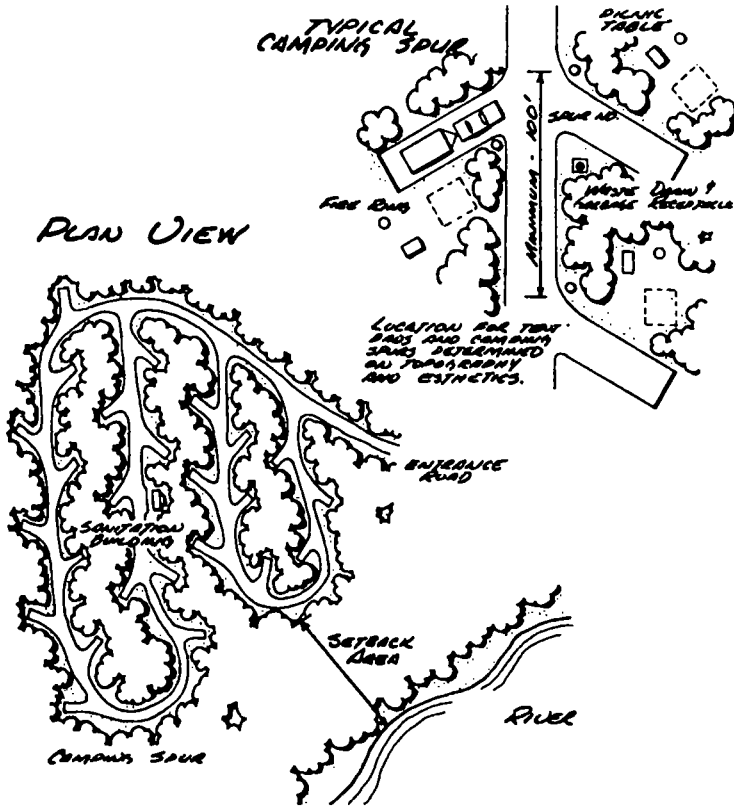 TYPICAL
CAMPING SPUR
PICNIC
TABLE
SPUR NO.
MINIMUM - 100'
FIRE RING
WASTE DRAIN &
GARBAGE RECEPTACLE
PLAN VIEW
LOCATION FOR TENT
PADS AND CAMPING
SPURS DETERMINED
ON TOPOGRAPHY
AND ESTHETICS.
ENTRANCE
ROAD
SANITATION
BUILDING
SETBACK
AREA
RIVER
CAMPING SPUR